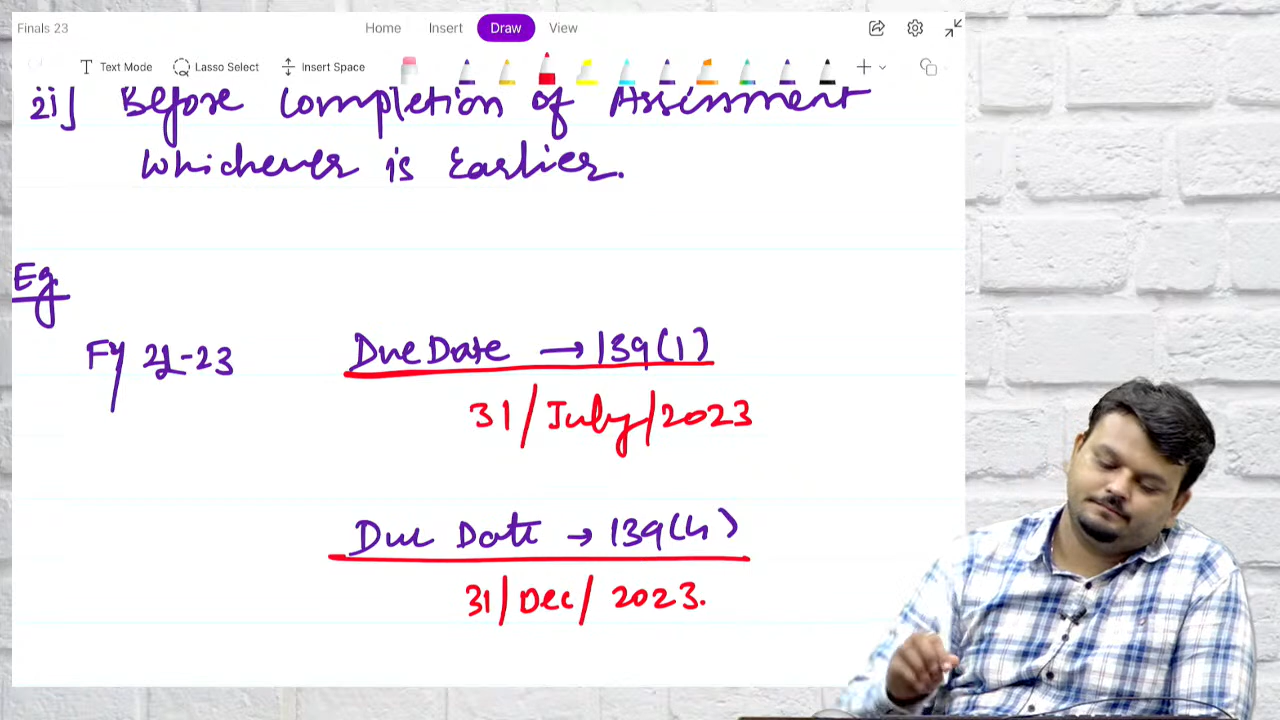 Finals 23
Home Insert Draw View
Text Mode Lasso Select Insert Space
ii] Before Completion of Assessment
Whichever is Earlier.
Eg.
Fy 22-23 Due Date → 139(1)
31/July/2023
Due Date → 139(4)
31/Dec/2023.